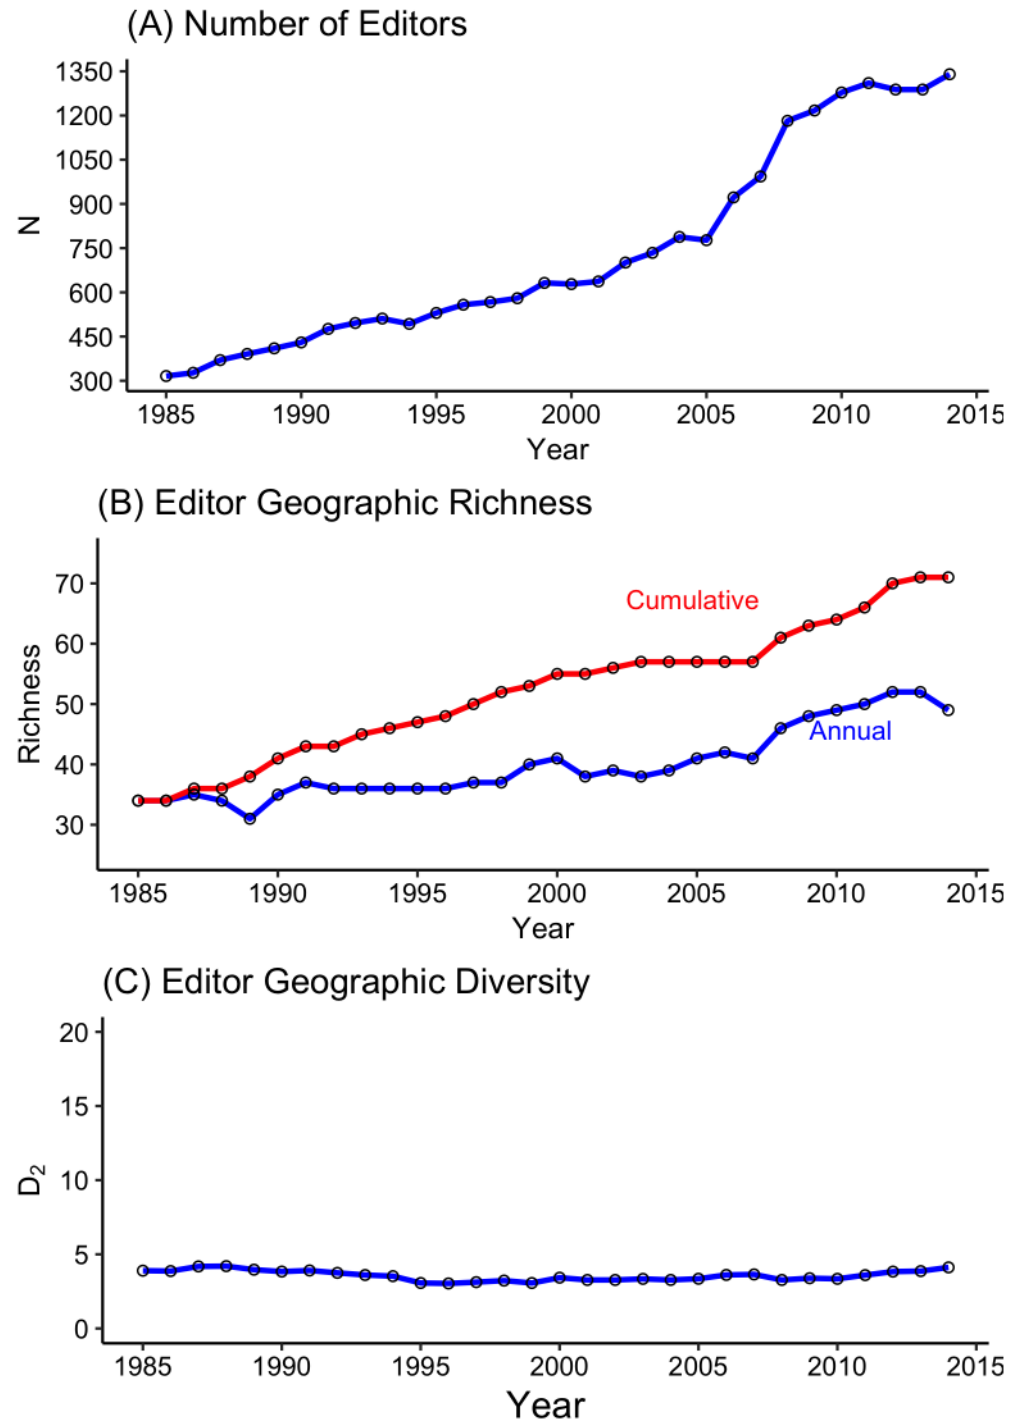 (A) Number of Editors
1350
1200
1050
900
750
600
450
300
N
1985 1990 1995 2000 2005 2010 2015
Year
(B) Editor Geographic Richness
70
60
50
40
30
Richness
Cumulative
Annual
1985 1990 1995 2000 2005 2010 2015
Year
(C) Editor Geographic Diversity
20
15
10
5
0
D₂
1985 1990 1995 2000 2005 2010 2015
Year